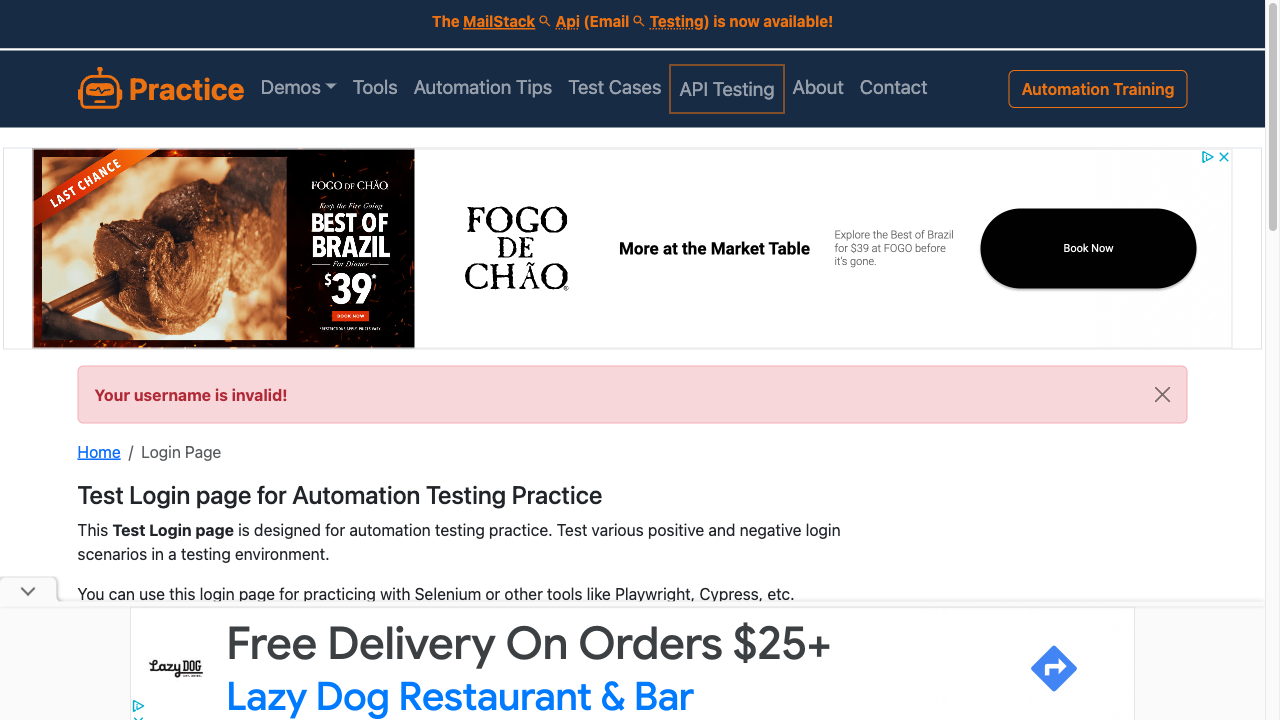 The MailStack Api (Email Testing) is now available!
Practice
Demos
Tools
Automation Tips
Test Cases
API Testing
About
Contact
Automation Training
LAST CHANCE
FOGO DE CHÃO
Keep the Fire Going
BEST OF
BRAZIL
For Dinner
$39*
BOOK NOW
FOGO
DE
CHÃO®
More at the Market Table
Explore the Best of Brazil
for $39 at FOGO before
it's gone.
Book Now
Your username is invalid!
Home / Login Page
Test Login page for Automation Testing Practice
This Test Login page is designed for automation testing practice. Test various positive and negative login
scenarios in a testing environment.
You can use this login page for practicing with Selenium or other tools like Playwright, Cypress, etc.
Lazy DOG
Free Delivery On Orders $25+
Lazy Dog Restaurant & Bar